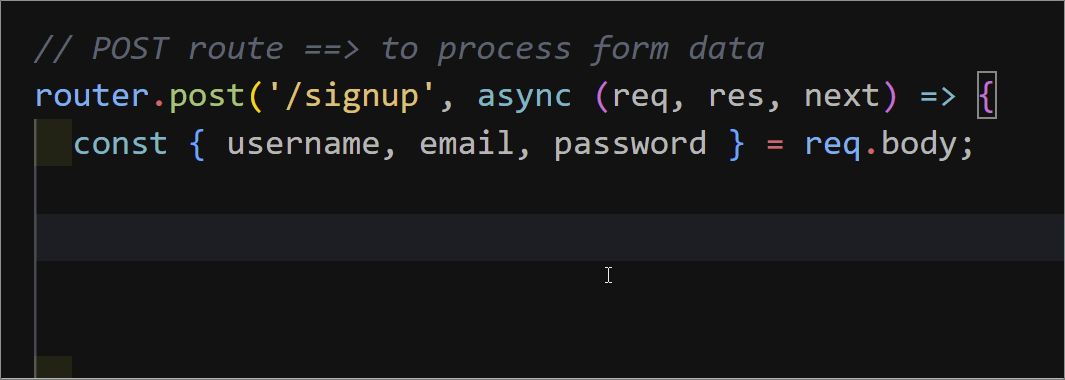 // POST route ==> to process form data
router.post('/signup', async (req, res, next) => {
const { username, email, password } = req.body;